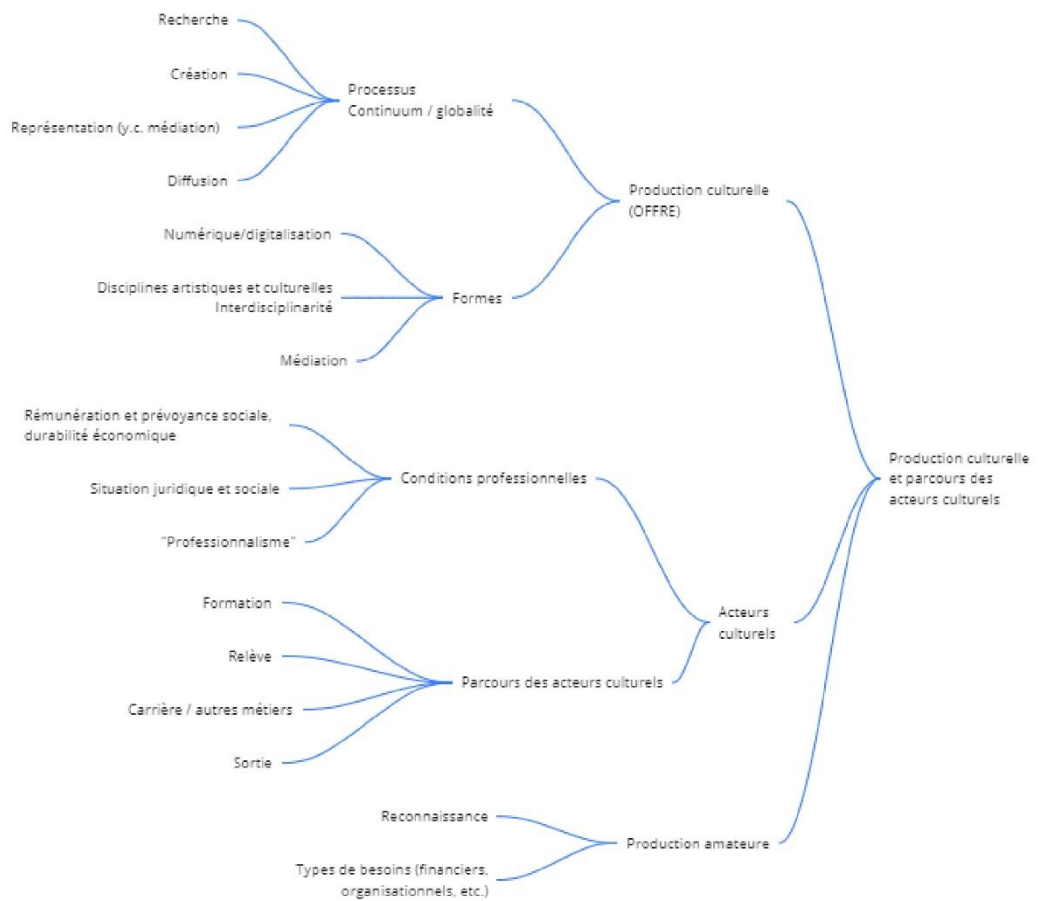 Recherche
Création
Représentation (y.c. médiation)
Diffusion
Processus
Continuum / globalité
Numérique/digitalisation
Disciplines artistiques et culturelles
Interdisciplinarité
Médiation
Formes
Production culturelle
(OFFRE)
Rémunération et prévoyance sociale,
durabilité économique
Situation juridique et sociale
"Professionnalisme"
Conditions professionnelles
Formation
Relève
Carrière / autres métiers
Sortie
Parcours des acteurs culturels
Acteurs
culturels
Reconnaissance
Types de besoins (financiers,
organisationnels, etc.)
Production amateure
Production culturelle
et parcours des
acteurs culturels